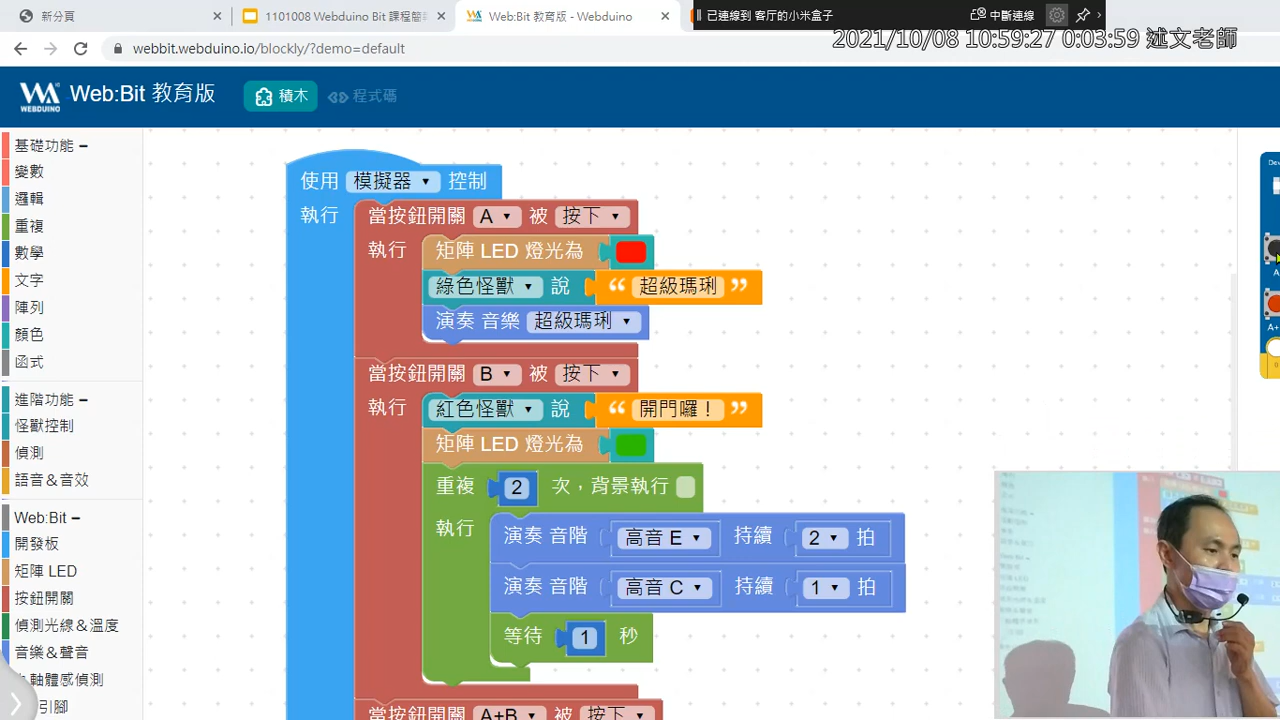 新分頁
1101008 Webduino Bit 課程簡
Web:Bit 教育版 - Webduino
已連線到 客厅的小米盒子
中斷連線
webbit.webduino.io/blockly/?demo=default
2021/10/08 10:59:27 0:03:59 述文老師
WEBDUINO
Web:Bit 教育版
積木
程式碼
基礎功能
變數
邏輯
重複
數學
文字
陣列
顏色
函式
進階功能
怪獸控制
偵測
語音&音效
Web:Bit
開發板
矩陣 LED
按鈕開關
偵測光線&溫度
音樂&聲音
軸體感偵測
引腳
使用 模擬器 控制
執行
當按鈕開關 A 被 按下
執行
矩陣 LED 燈光為
綠色怪獸 說 “ 超級瑪琍 ”
演奏 音樂 超級瑪琍
當按鈕開關 B 被 按下
執行
紅色怪獸 說 “ 開門囉！ ”
矩陣 LED 燈光為
重複 2 次，背景執行
執行
演奏 音階 高音 E 持續 2 拍
演奏 音階 高音 C 持續 1 拍
等待 1 秒
當按鈕開關 A+B 被 按下
Dev
A
A+
0